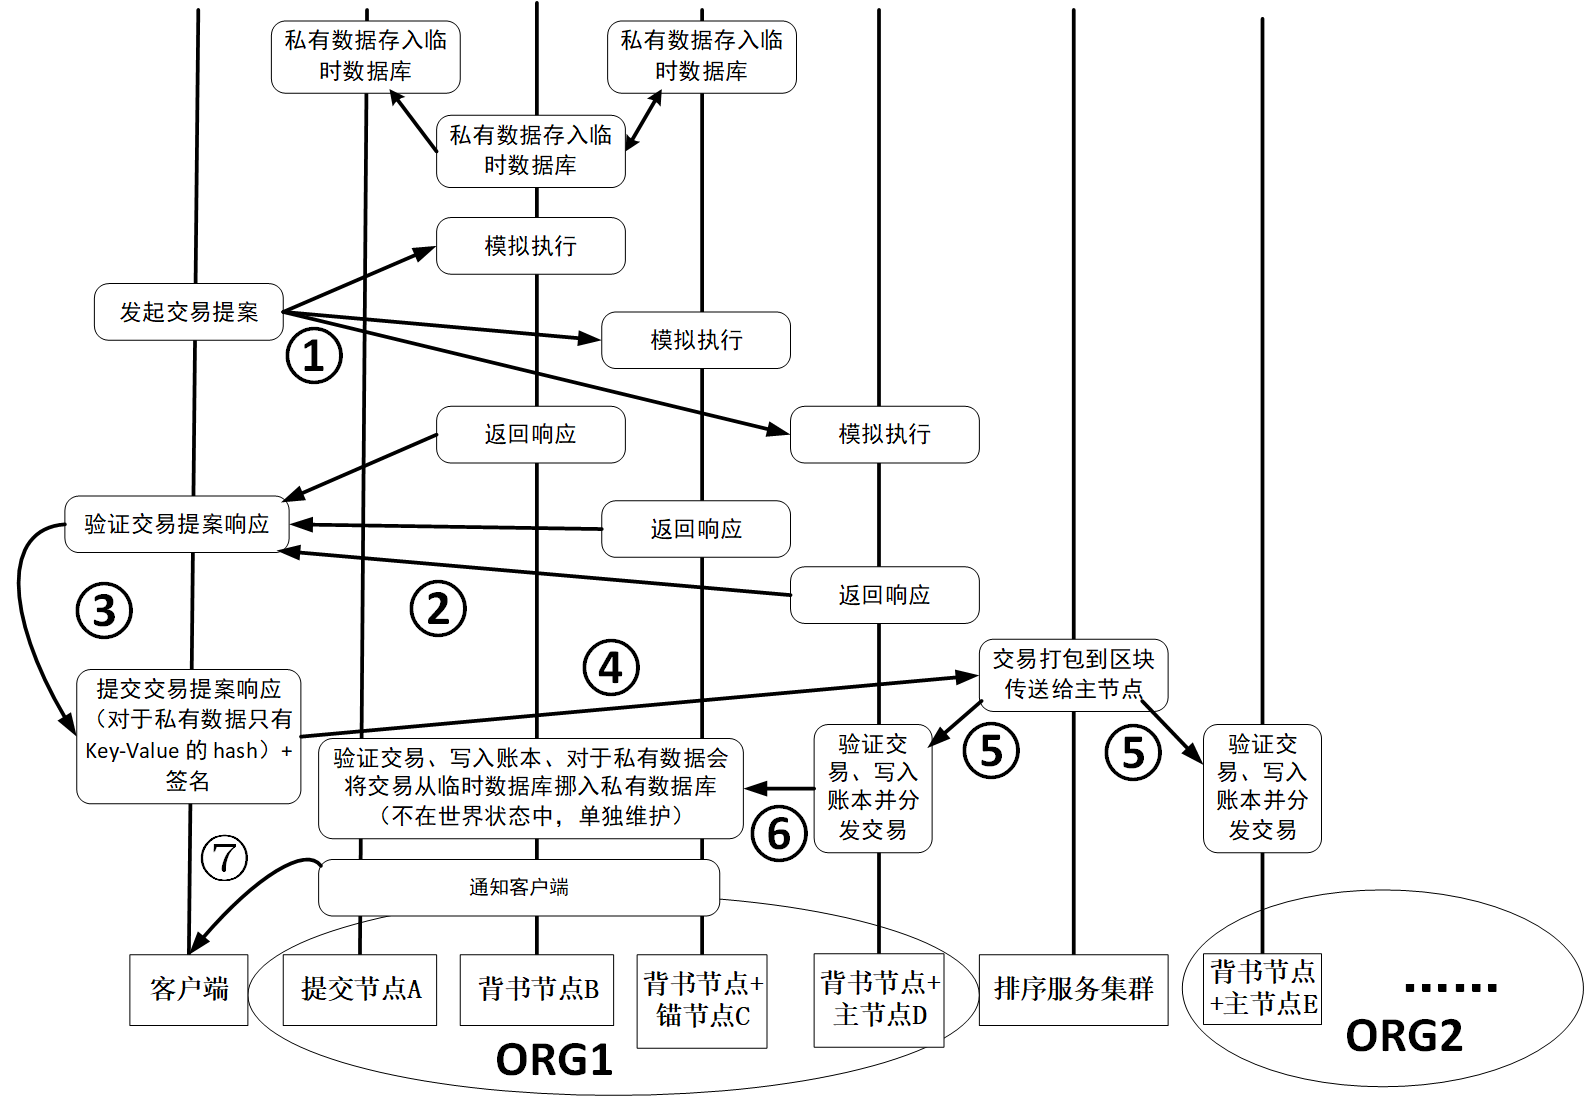 私有数据存入临
时数据库
私有数据存入临
时数据库
私有数据存入临
时数据库
模拟执行
发起交易提案
①
模拟执行
模拟执行
返回响应
验证交易提案响应
返回响应
返回响应
③
②
④
交易打包到区块
传送给主节点
提交交易提案响应
（对于私有数据只有
Key-Value 的 hash）+
签名
⑤
⑤
验证交易、写入账本、对于私有数据会
将交易从临时数据库挪入私有数据库
（不在世界状态中，单独维护）
⑥
验证交
易、写入
账本并分
发交易
验证交
易、写入
账本并分
发交易
⑦
通知客户端
客户端
提交节点A
背书节点B
背书节点+
锚节点C
背书节点+
主节点D
排序服务集群
背书节点
+主节点E
……
ORG1
ORG2